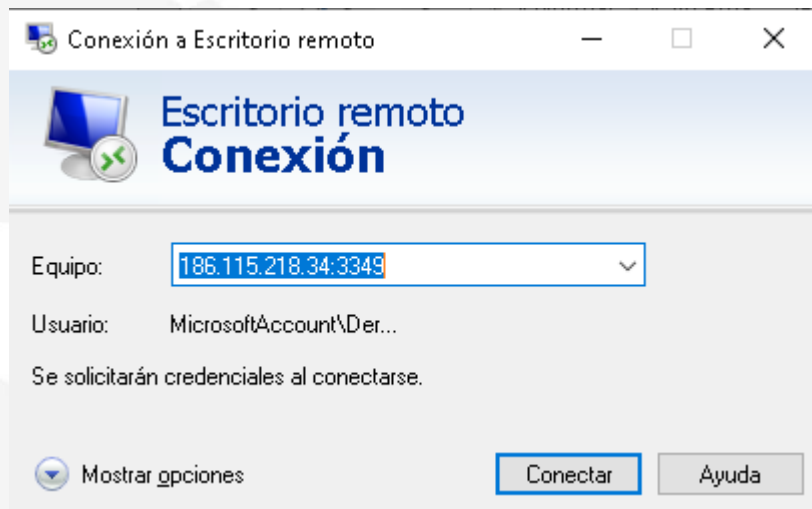 Conexión a Escritorio remoto
Escritorio remoto
Conexión
Equipo: 186.115.218.34:3349
Usuario: MicrosoftAccount\Der...
Se solicitarán credenciales al conectarse.
Mostrar opciones Conectar Ayuda